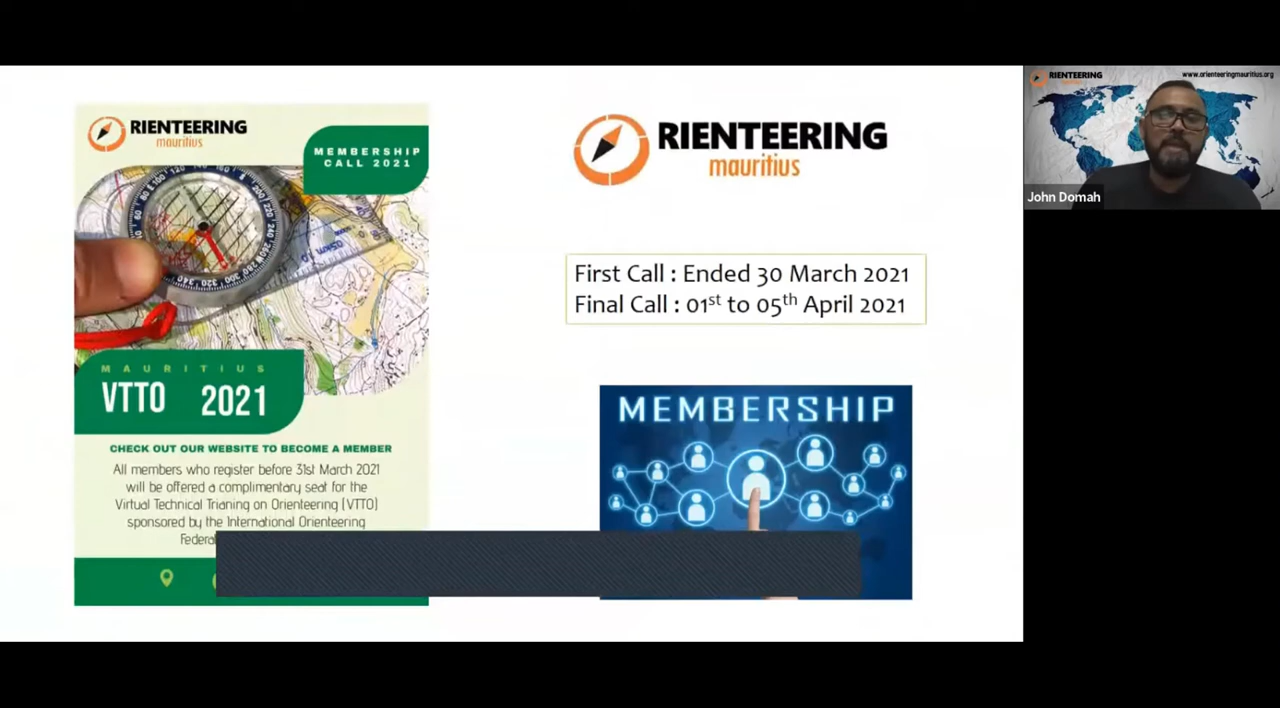 RIENTEERING
mauritius
MEMBERSHIP
CALL 2021
MAURITIUS
VTTO 2021
CHECK OUT OUR WEBSITE TO BECOME A MEMBER
All members who register before 31st March 2021
will be offered a complimentary seat for the
Virtual Technical Trianing on Orienteering (VTTO)
sponsored by the International Orienteering
RIENTEERING
mauritius
First Call : Ended 30 March 2021
Final Call : 01st to 05th April 2021
MEMBERSHIP
RIENTEERING
www.orienteeringmauritius.org
John Domah